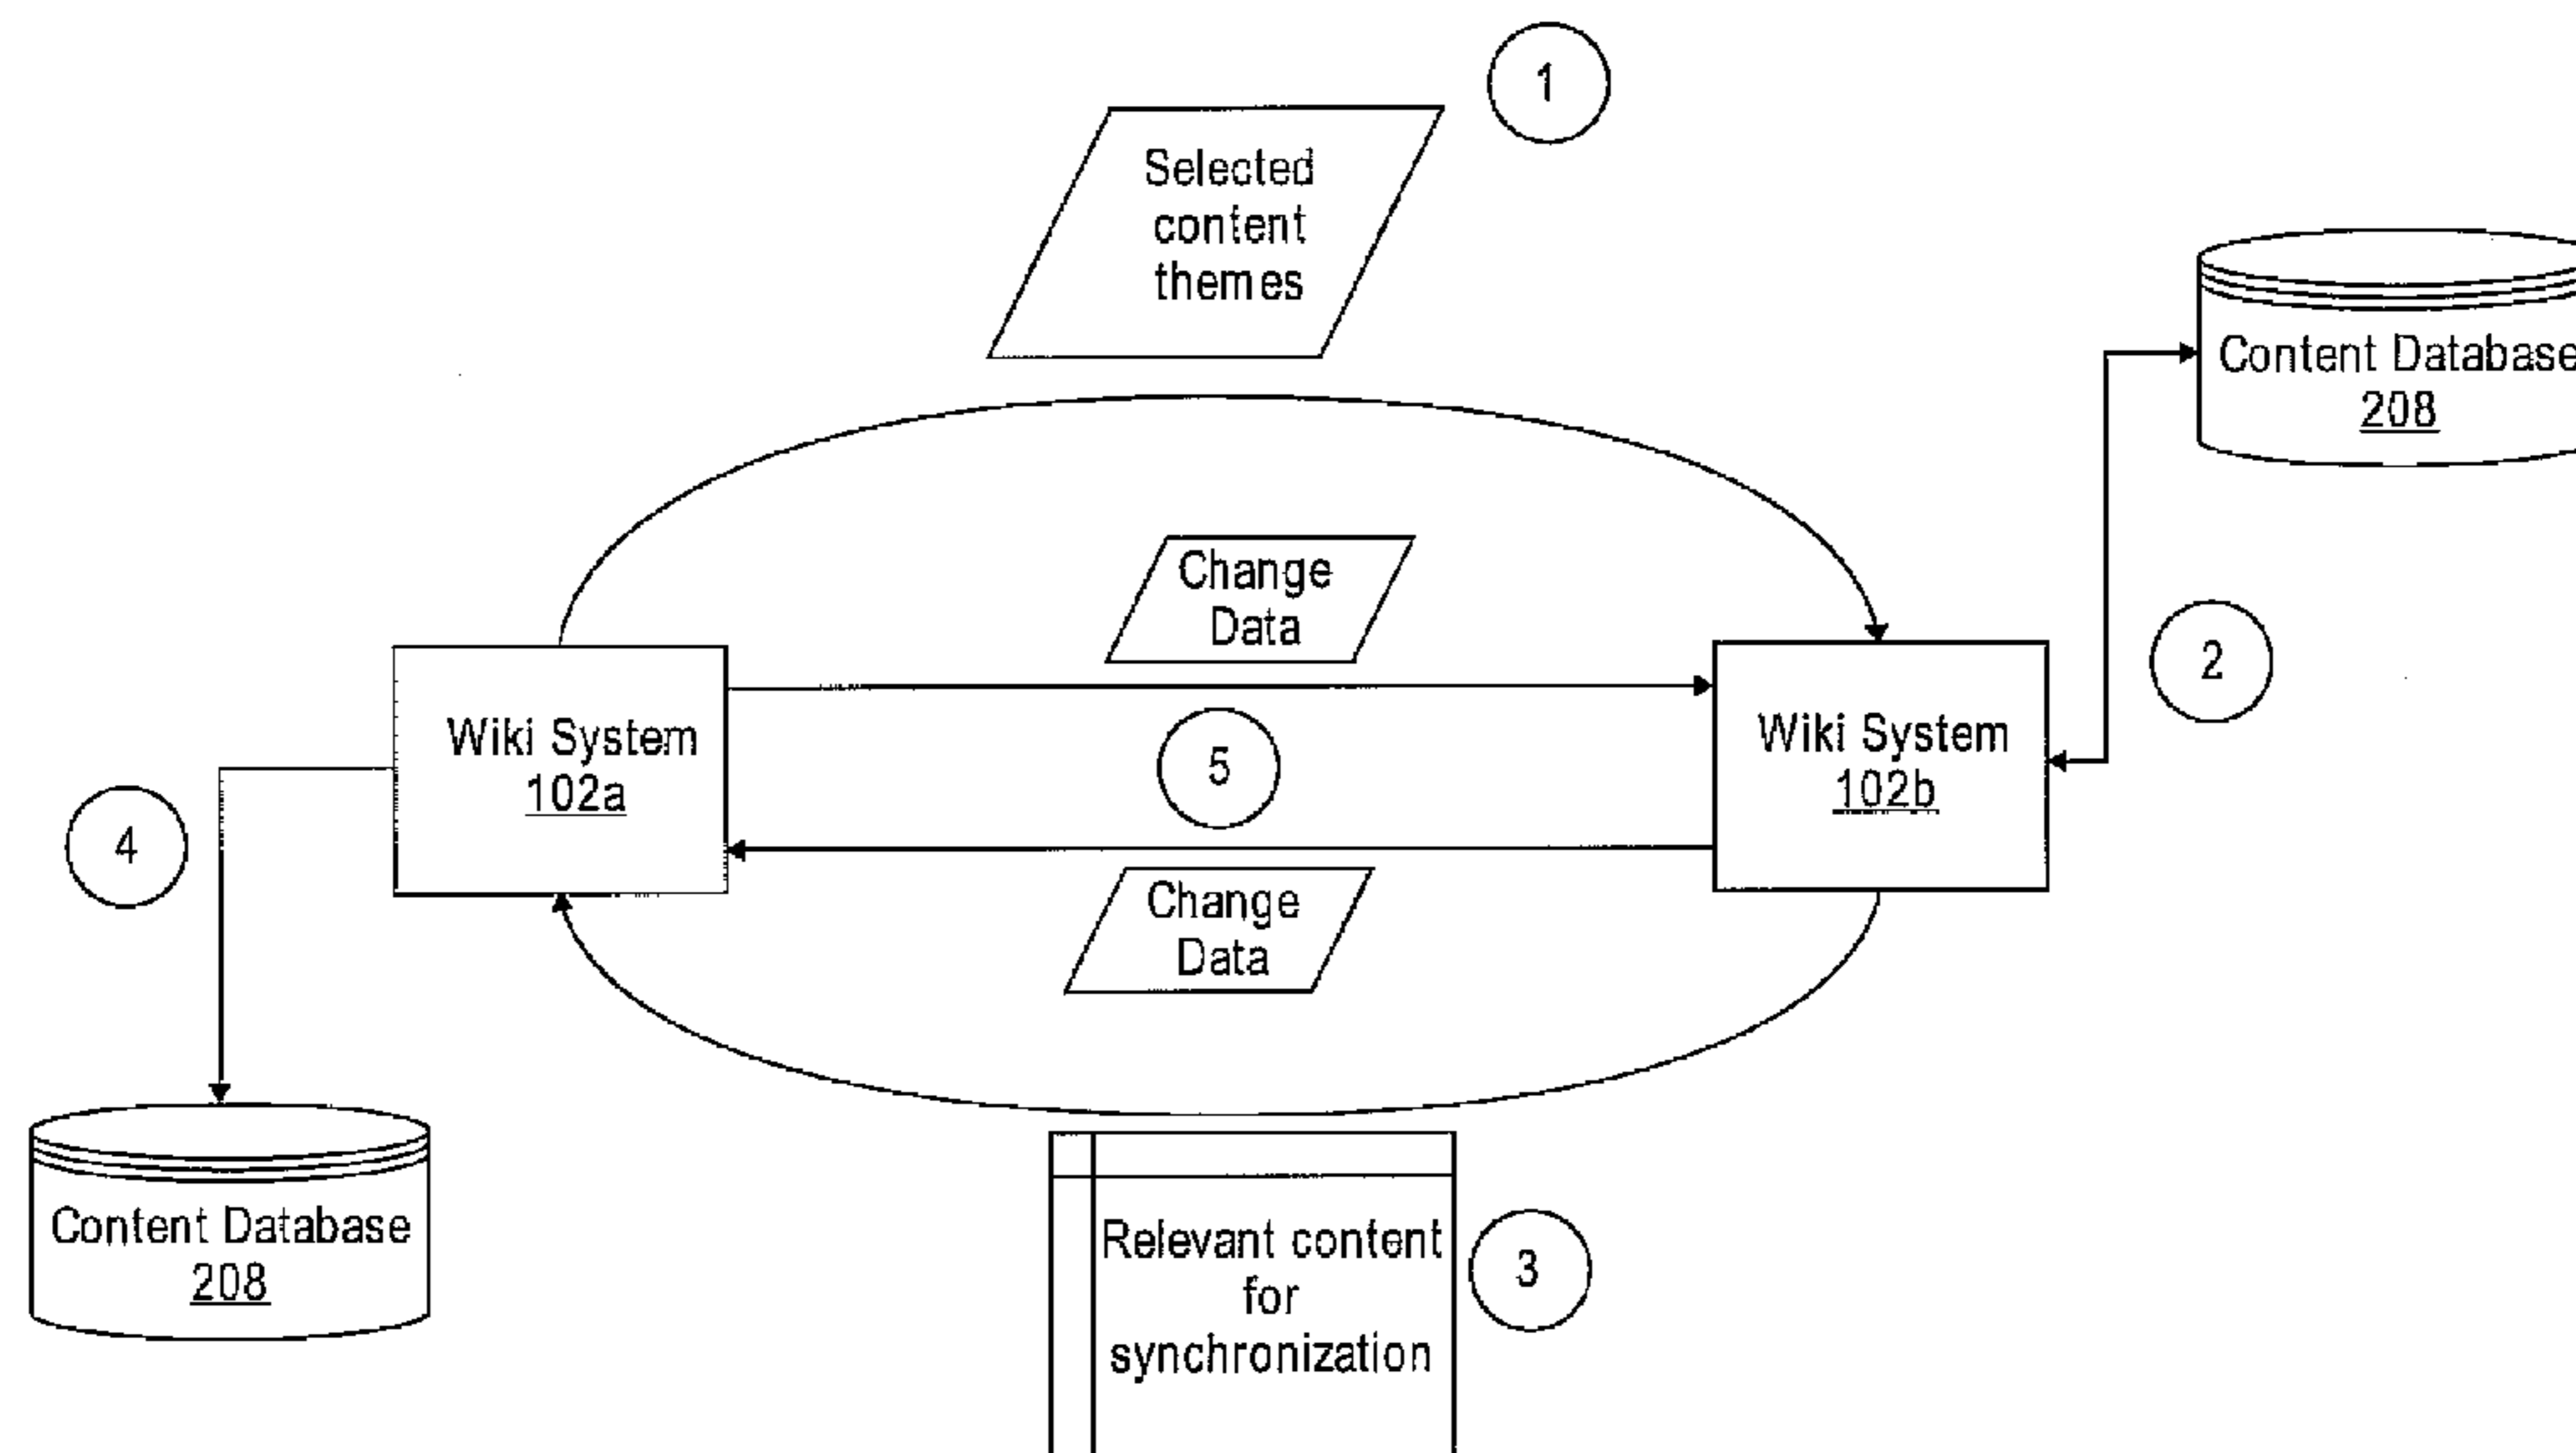 1
Selected
content
themes
Content Database
208
Change
Data
2
Wiki System
102a
5
Wiki System
102b
4
Change
Data
Content Database
208
Relevant content
for
synchronization
3